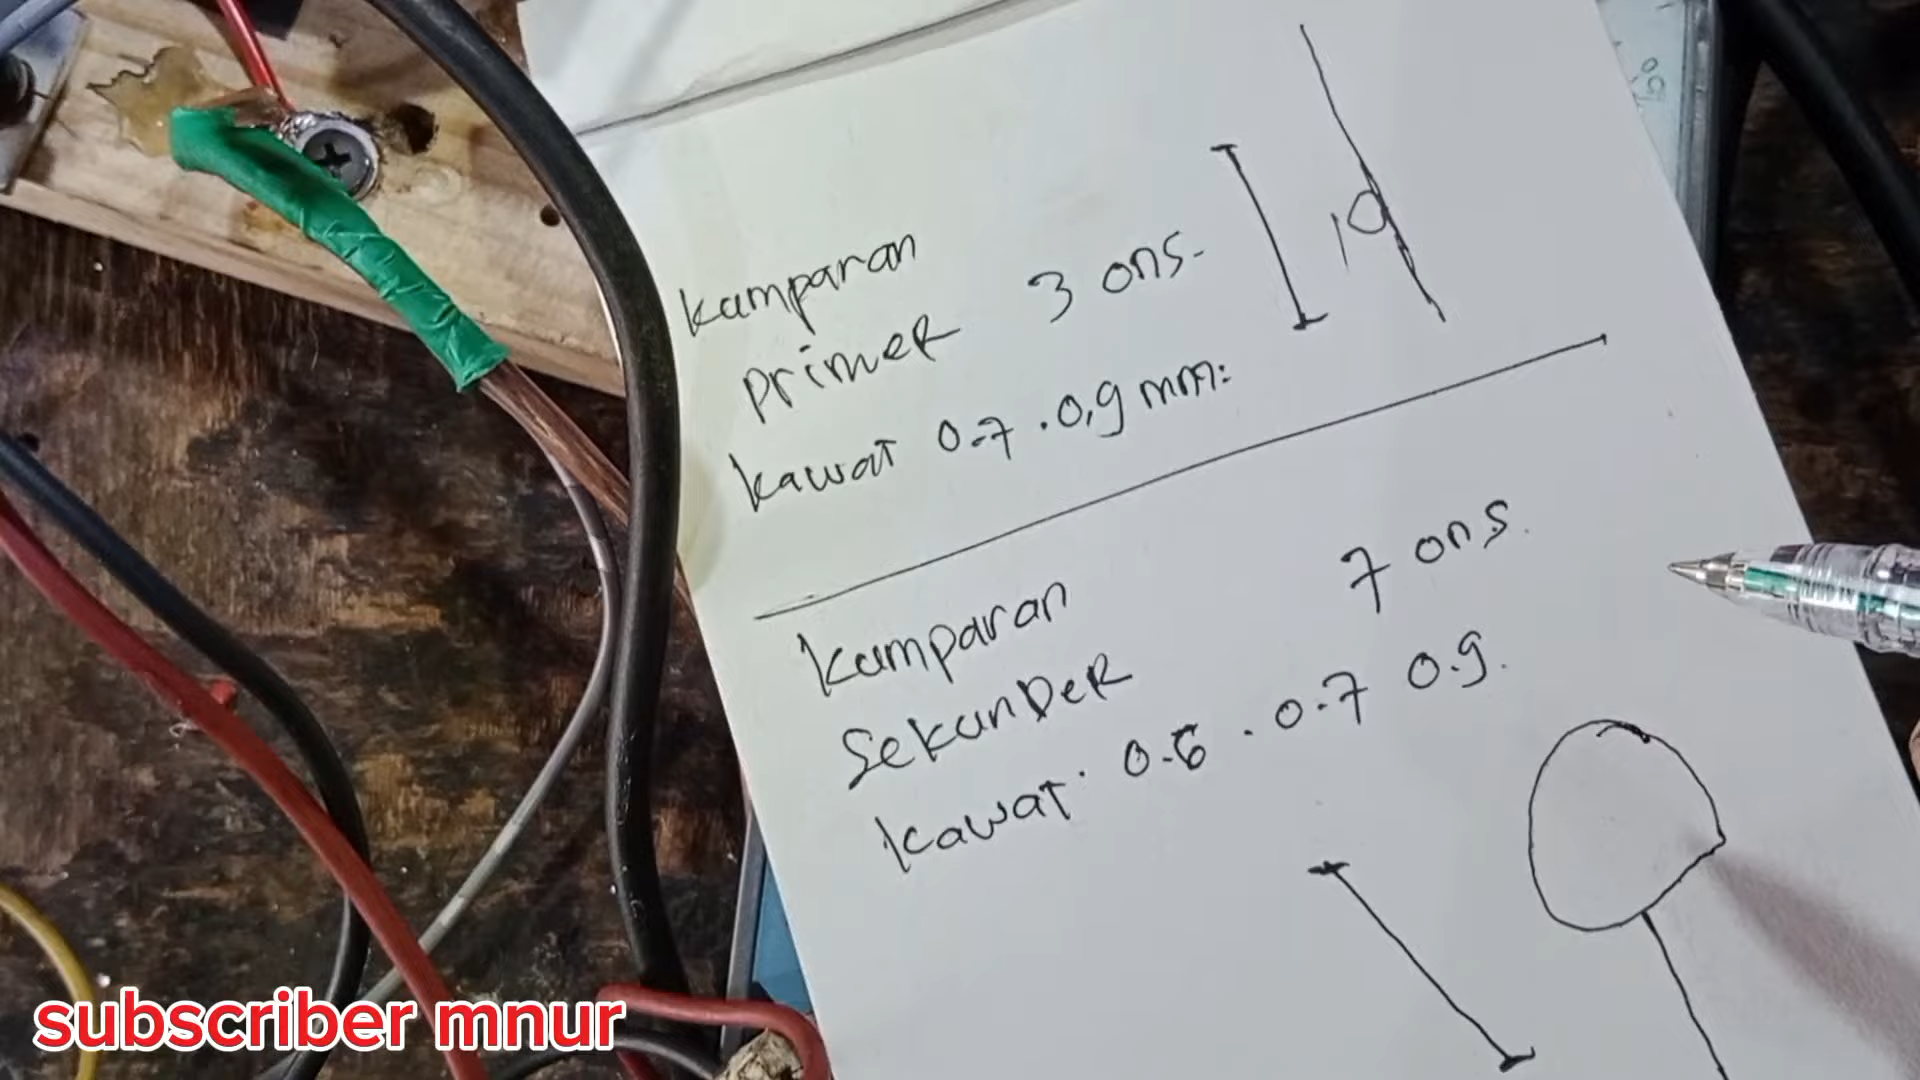 kumparan
primer 3 ons.
19
kawat 0.7 . 0,9 mm:
kumparan
sekunDer 7 ons.
kawat. 0.6 . 0.7 0.9.
subscriber mnur